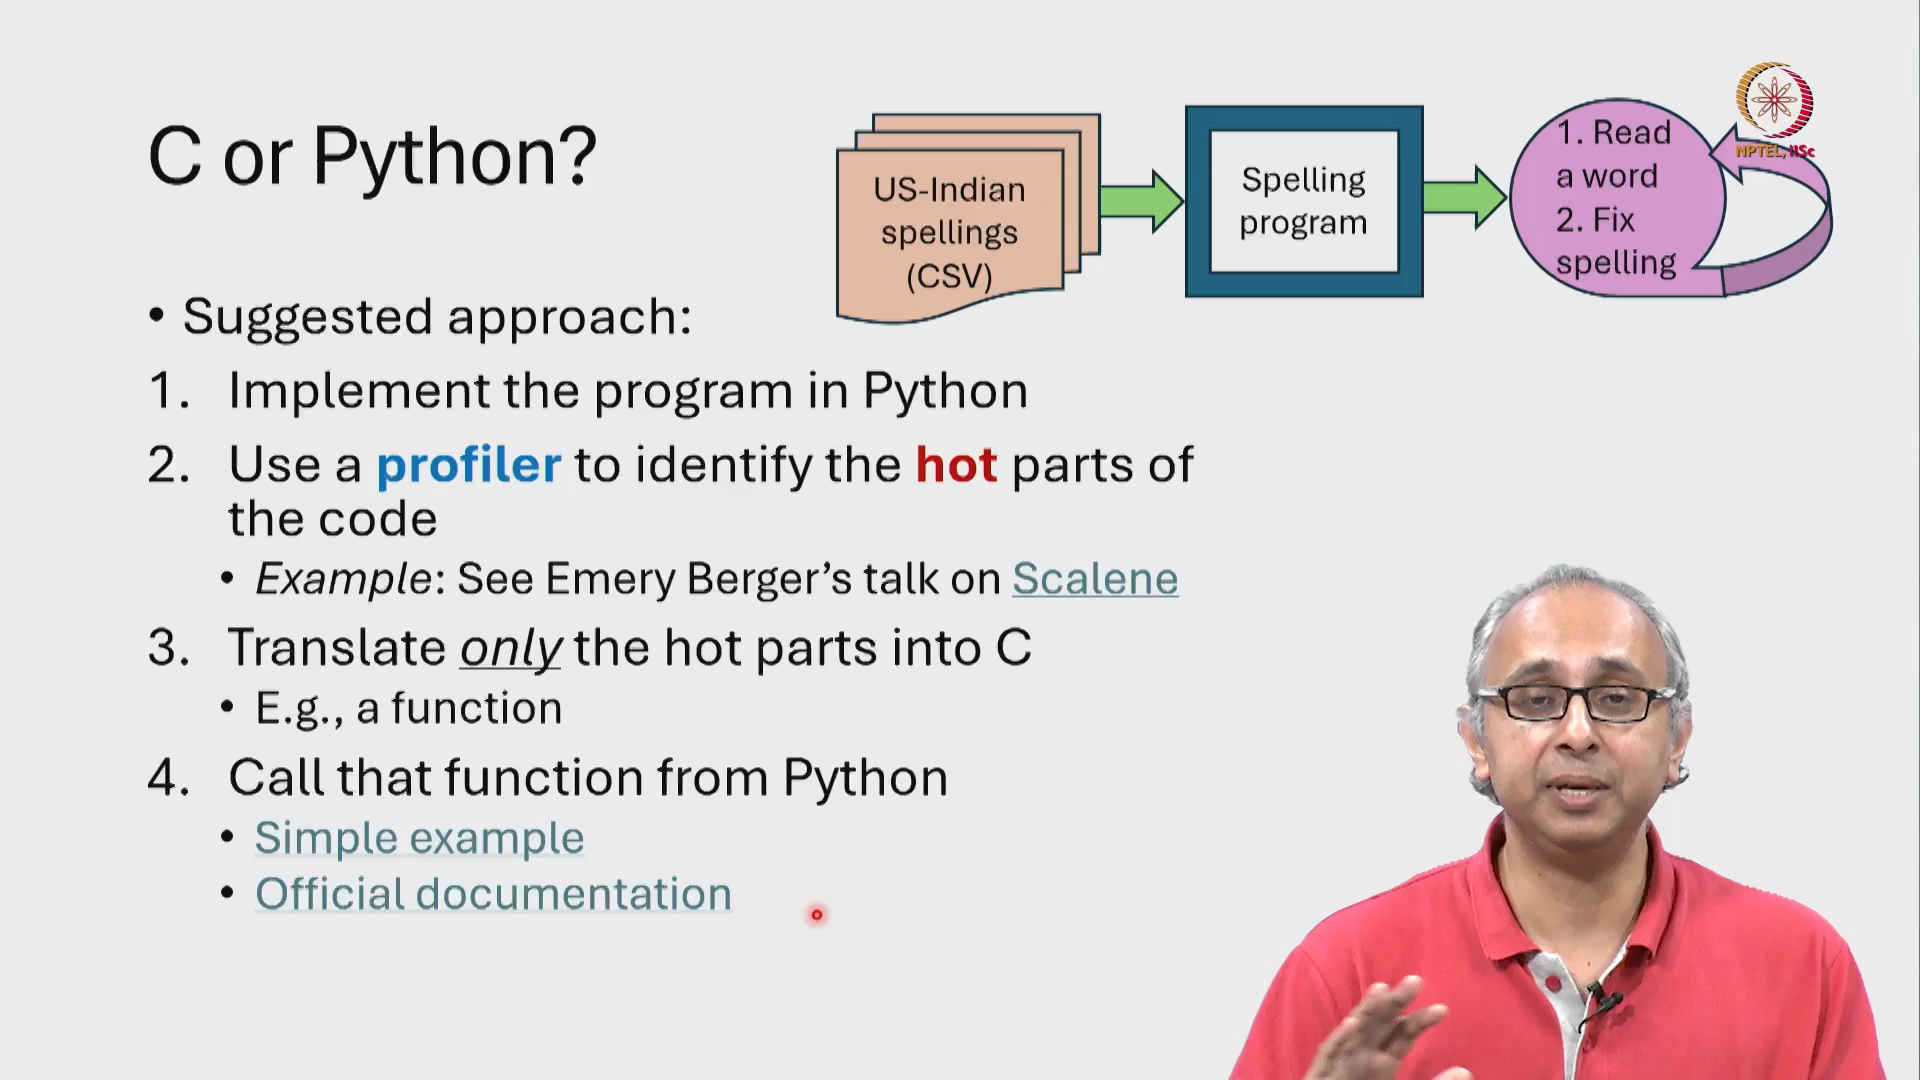 C or Python?
US-Indian
spellings
(CSV)
Spelling
program
1. Read
a word
2. Fix
spelling
NPTEL, IISc
• Suggested approach:
1. Implement the program in Python
2. Use a profiler to identify the hot parts of
the code
• Example: See Emery Berger’s talk on Scalene
3. Translate only the hot parts into C
• E.g., a function
4. Call that function from Python
• Simple example
• Official documentation